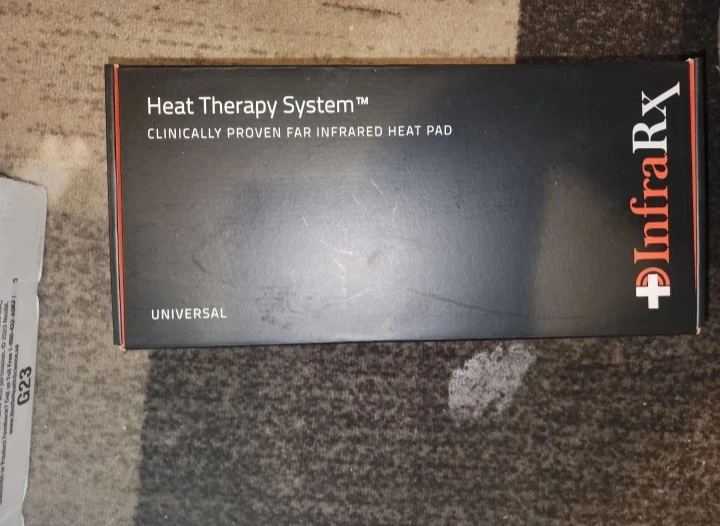 Heat Therapy System™
CLINICALLY PROVEN FAR INFRARED HEAT PAD
UNIVERSAL
InfraRx
G23